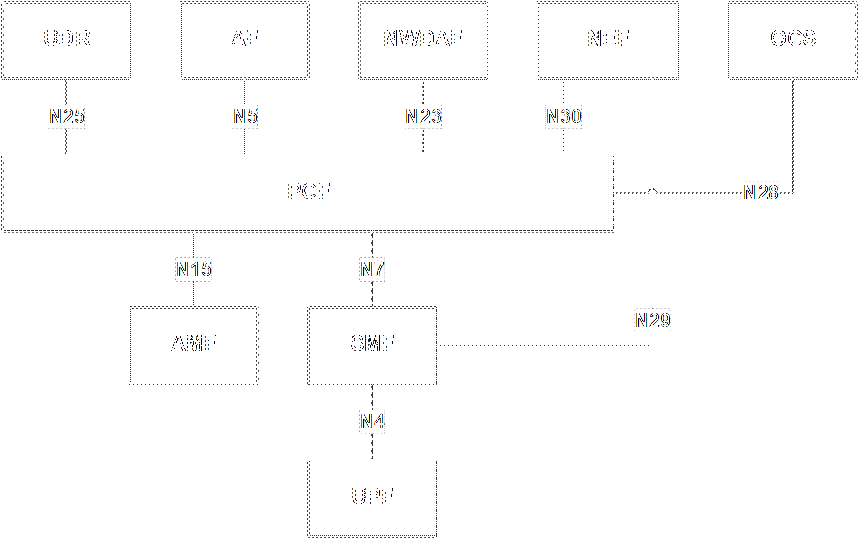 UDR AF NWDAF NEF OCS
N25 N5 N23 N30
PCF N28
N15 N7
N29
AMF SMF
N4
UPF